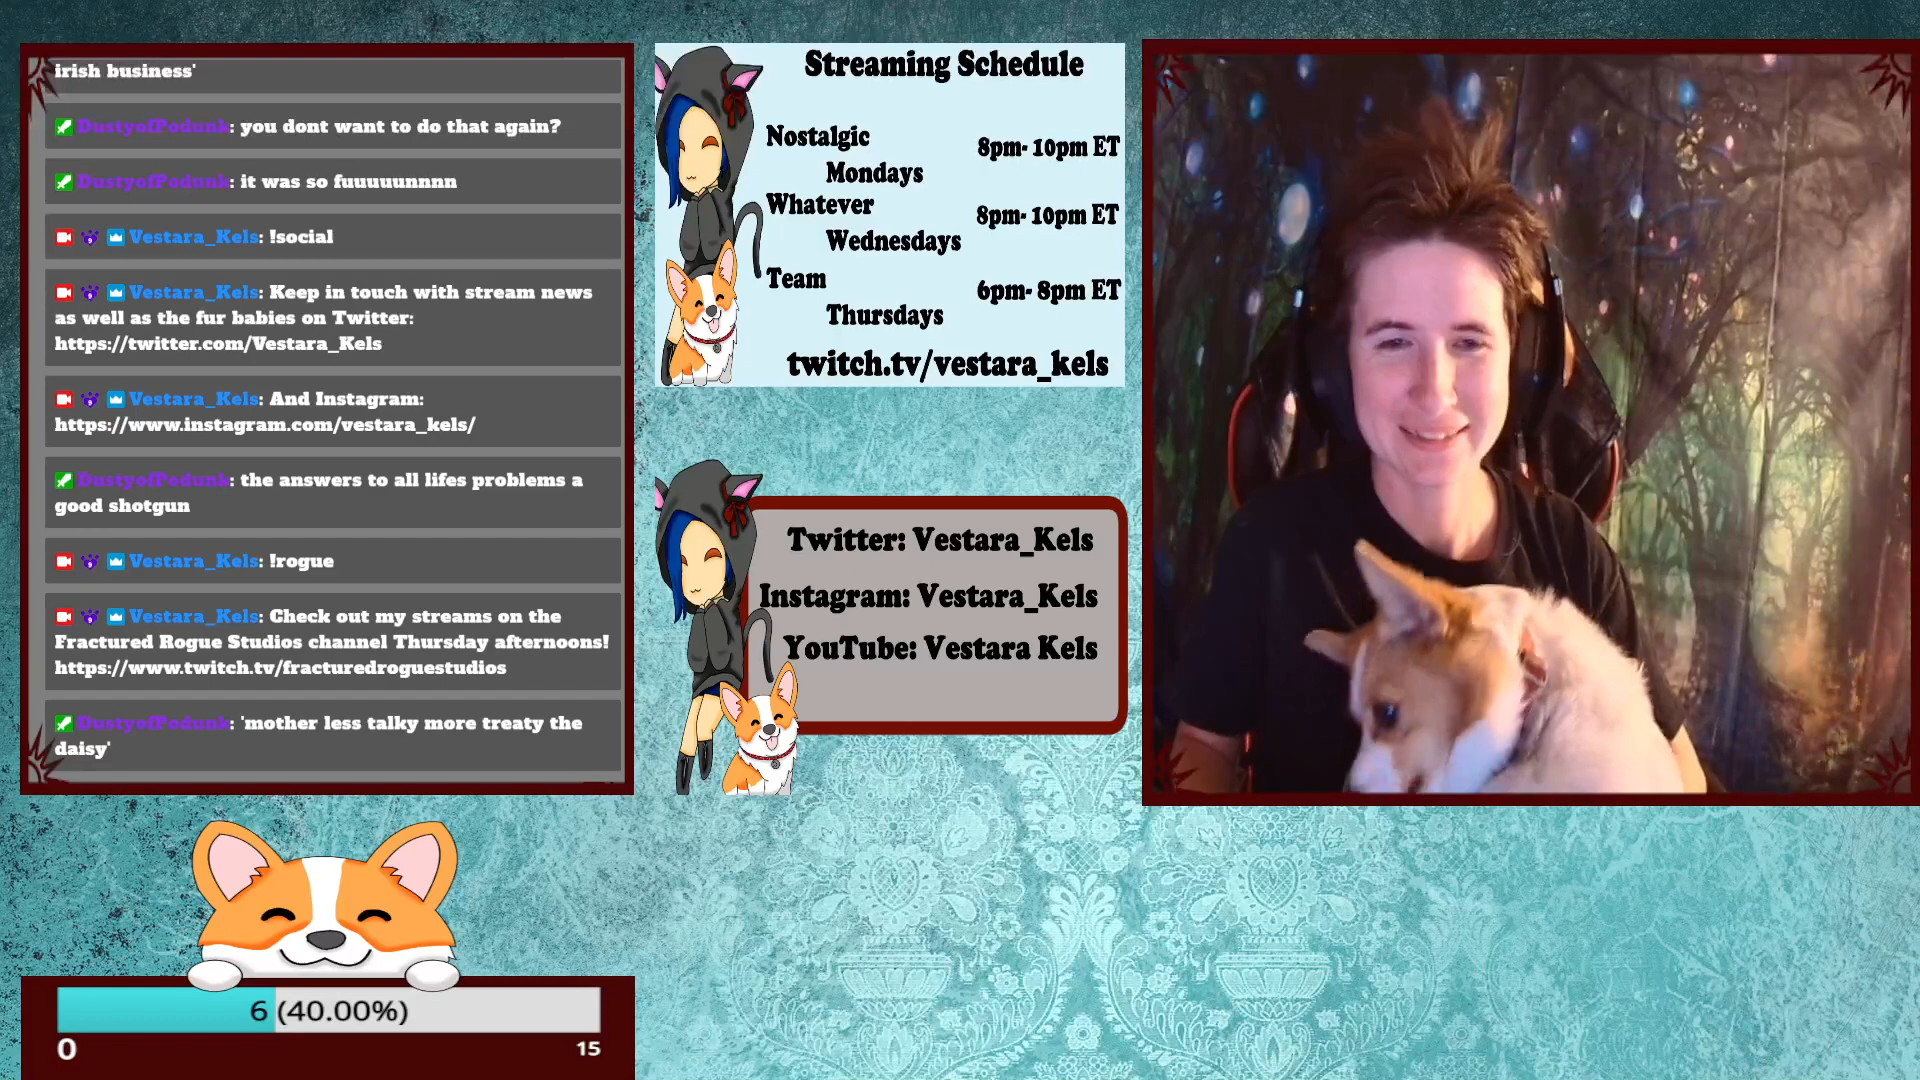 irish business'
DustyofPodunk: you dont want to do that again?
DustyofPodunk: it was so fuuuuunnnn
Vestara_Kels: !social
Vestara_Kels: Keep in touch with stream news
as well as the fur babies on Twitter:
https://twitter.com/Vestara_Kels
Vestara_Kels: And Instagram:
https://www.instagram.com/vestara_kels/
DustyofPodunk: the answers to all lifes problems a
good shotgun
Vestara_Kels: !rogue
Vestara_Kels: Check out my streams on the
Fractured Rogue Studios channel Thursday afternoons!
https://www.twitch.tv/fracturedroguestudios
DustyofPodunk: 'mother less talky more treaty the
daisy'
6 (40.00%)
0 15
Streaming Schedule
Nostalgic
Mondays 8pm- 10pm ET
Whatever
Wednesdays 8pm- 10pm ET
Team
Thursdays 6pm- 8pm ET
twitch.tv/vestara_kels
Twitter: Vestara_Kels
Instagram: Vestara_Kels
YouTube: Vestara Kels